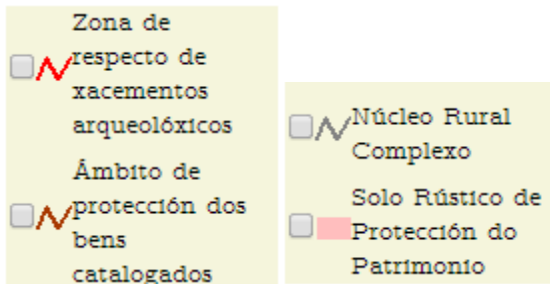 Zona de
respecto de
xacementos
arqueolóxicos
Ámbito de
protección dos
bens
catalogados
Núcleo Rural
Complexo
Solo Rústico de
Protección do
Patrimonio